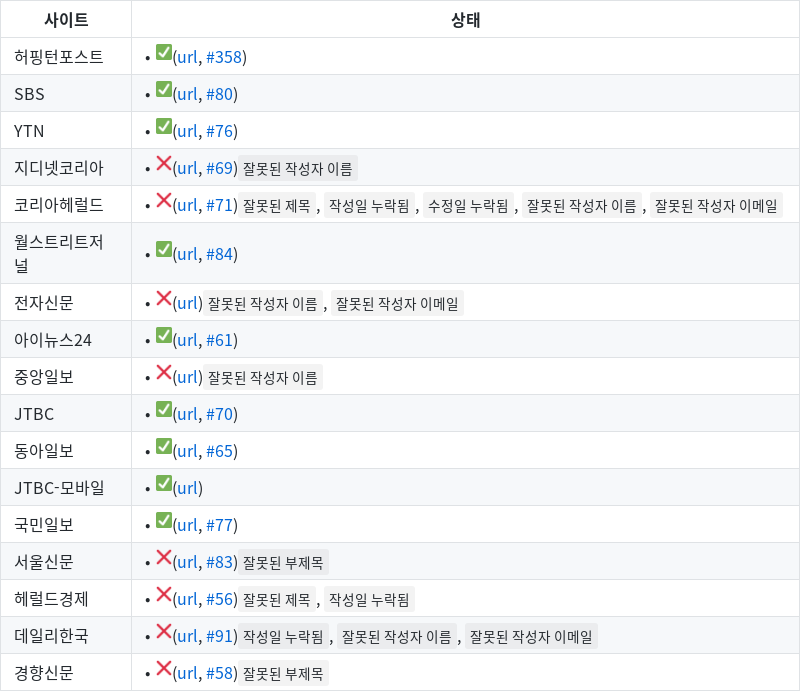 사이트 상태
허핑턴포스트 • ✅(url, #358)
SBS • ✅(url, #80)
YTN • ✅(url, #76)
지디넷코리아 • ❌(url, #69) 잘못된 작성자 이름
코리아헤럴드 • ❌(url, #71) 잘못된 제목 , 작성일 누락됨 , 수정일 누락됨 , 잘못된 작성자 이름 , 잘못된 작성자 이메일
월스트리트저
널 • ✅(url, #84)
전자신문 • ❌(url) 잘못된 작성자 이름 , 잘못된 작성자 이메일
아이뉴스24 • ✅(url, #61)
중앙일보 • ❌(url) 잘못된 작성자 이름
JTBC • ✅(url, #70)
동아일보 • ✅(url, #65)
JTBC-모바일 • ✅(url)
국민일보 • ✅(url, #77)
서울신문 • ❌(url, #83) 잘못된 부제목
헤럴드경제 • ❌(url, #56) 잘못된 제목 , 작성일 누락됨
데일리한국 • ❌(url, #91) 작성일 누락됨 , 잘못된 작성자 이름 , 잘못된 작성자 이메일
경향신문 • ❌(url, #58) 잘못된 부제목